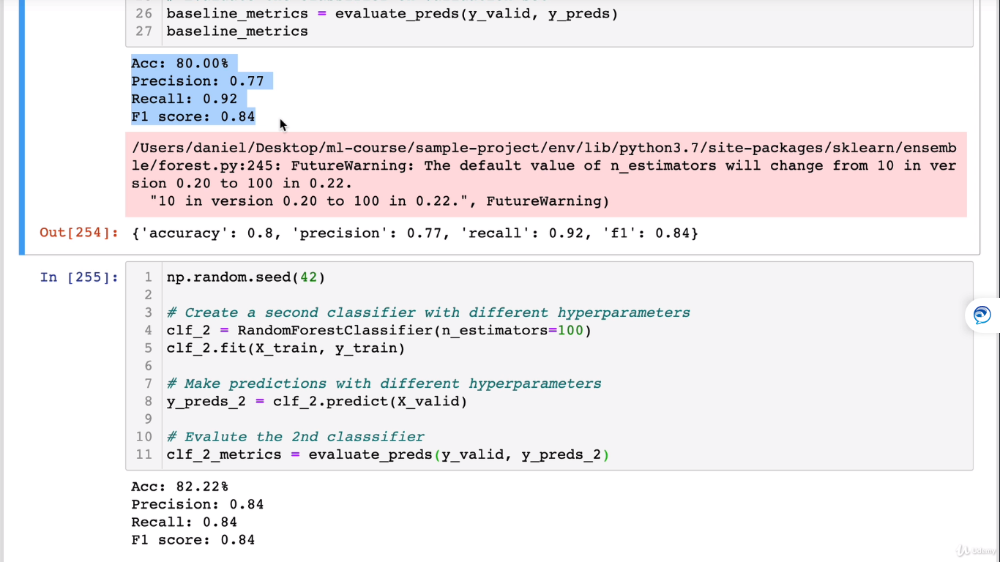 26 baseline_metrics = evaluate_preds(y_valid, y_preds)
27 baseline_metrics
Acc: 80.00%
Precision: 0.77
Recall: 0.92
F1 score: 0.84
/Users/daniel/Desktop/ml-course/sample-project/env/lib/python3.7/site-packages/sklearn/ensemb
le/forest.py:245: FutureWarning: The default value of n_estimators will change from 10 in ver
sion 0.20 to 100 in 0.22.
"10 in version 0.20 to 100 in 0.22.", FutureWarning)
Out[254]: {'accuracy': 0.8, 'precision': 0.77, 'recall': 0.92, 'f1': 0.84}
In [255]: 1 np.random.seed(42)
2
3 # Create a second classifier with different hyperparameters
4 clf_2 = RandomForestClassifier(n_estimators=100)
5 clf_2.fit(X_train, y_train)
6
7 # Make predictions with different hyperparameters
8 y_preds_2 = clf_2.predict(X_valid)
9
10 # Evalute the 2nd classsifier
11 clf_2_metrics = evaluate_preds(y_valid, y_preds_2)
Acc: 82.22%
Precision: 0.84
Recall: 0.84
F1 score: 0.84
Udemy